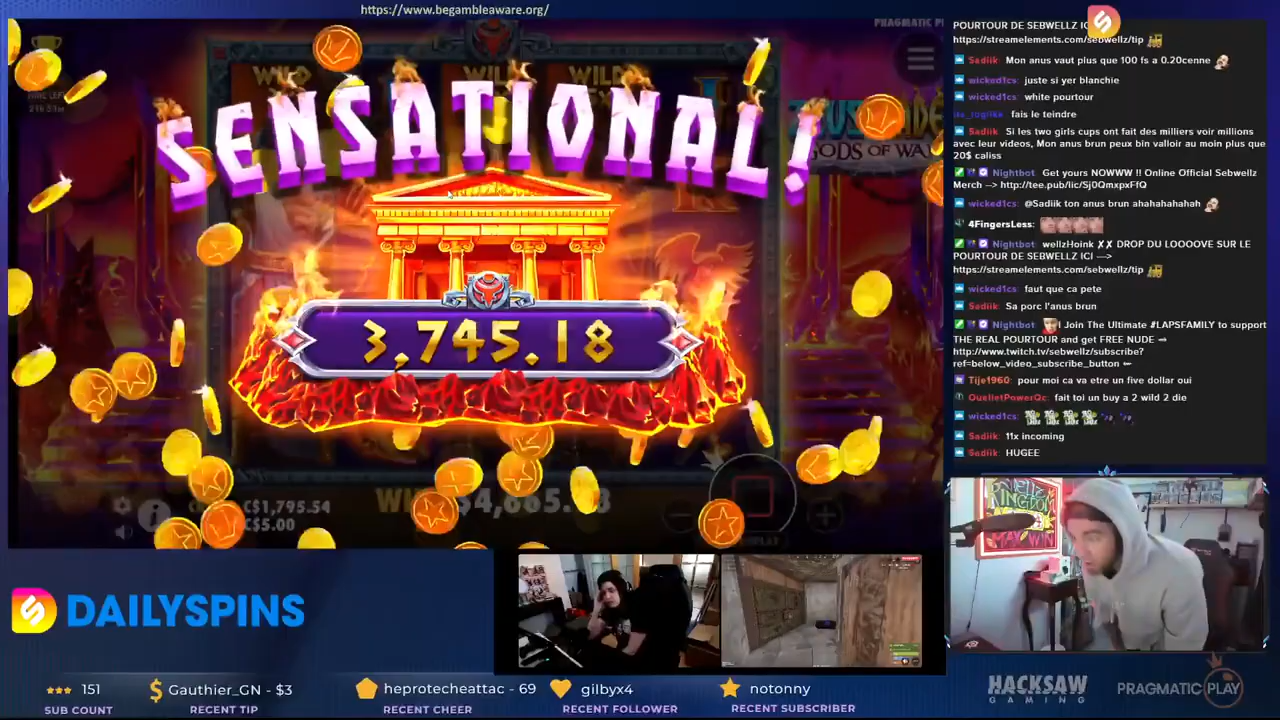 https://www.begambleaware.org/
SENSATIONAL!
GODS OF WAR
3,745.18
C$1,795.54
C$5.00
DAILYSPINS
151
SUB COUNT
Gauthier_GN - $3
RECENT TIP
heprotecheattac - 69
RECENT CHEER
gilbyx4
RECENT FOLLOWER
notonny
RECENT SUBSCRIBER
HACKSAW
GAMING
PRAGMATIC PLAY
POURTOUR DE SEBWELLZ ICI
https://streamelements.com/sebwellz/tip
Sadiik: Mon anus vaut plus que 100 fs a 0.20cenne
wicked1cs: juste si yer blanchie
wicked1cs: white pourtour
fais le teindre
Sadiik: Si les two girls cups ont fait des milliers voir millions
avec leur videos, Mon anus brun peux bin valloir au moin plus que
20$ caliss
Nightbot: Get yours NOWWW !! Online Official Sebwellz
Merch --> http://tee.pub/lic/Sj0QmxpxFfQ
wicked1cs: @Sadiik ton anus brun ahahahahahah
4FingersLess:
Nightbot: wellzHoink ✗✗ DROP DU LOOOOVE SUR LE
POURTOUR DE SEBWELLZ ICI --->
https://streamelements.com/sebwellz/tip
wicked1cs: faut que ca pete
Sadiik: Sa porc l'anus brun
Nightbot: Join The Ultimate #LAPSFAMILY to support
THE REAL POURTOUR and get FREE NUDE
http://www.twitch.tv/sebwellz/subscribe?
ref=below_video_subscribe_button
Tije1960: pour moi ca va etre un five dollar oui
OuelletPowerQc: fait toi un buy a 2 wild 2 die
wicked1cs:
Sadiik: 11x incoming
Sadiik: HUGEE